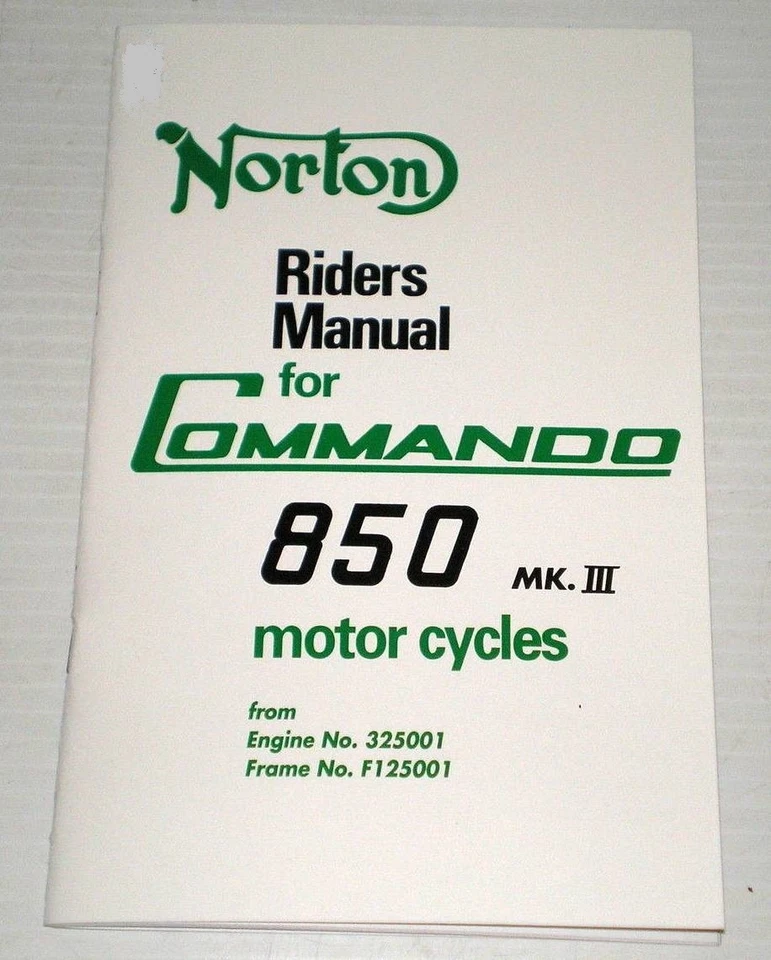 Norton
Riders
Manual
for
COMMANDO
850 MK. III
motor cycles
from
Engine No. 325001
Frame No. F125001